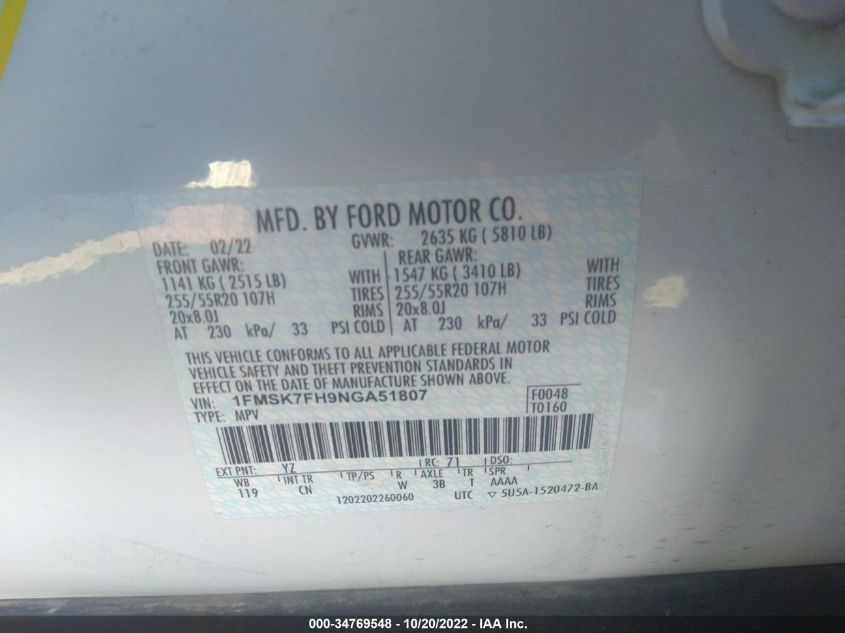 MFD. BY FORD MOTOR CO.
DATE: 02/22 GVWR: 2635 KG ( 5810 LB)
FRONT GAWR: REAR GAWR:
1141 KG ( 2515 LB) WITH 1547 KG ( 3410 LB) WITH
255/55R20 107H TIRES 255/55R20 107H TIRES
20x8.0J RIMS 20x8.0J RIMS
AT 230 kPa/ 33 PSI COLD AT 230 kPa/ 33 PSI COLD
THIS VEHICLE CONFORMS TO ALL APPLICABLE FEDERAL MOTOR
VEHICLE SAFETY AND THEFT PREVENTION STANDARDS IN
EFFECT ON THE DATE OF MANUFACTURE SHOWN ABOVE.
VIN: 1FMSK7FH9NGA51807 F0048
TYPE: MPV T0160
EXT PNT: YZ RC: 71 DSO:
WB INT TR TP/PS R AXLE TR SPR
119 CN W 3B T AAAA
1202202260060 UTC ▽ 5U5A-1520472-BA
000-34769548 - 10/20/2022 - IAA Inc.